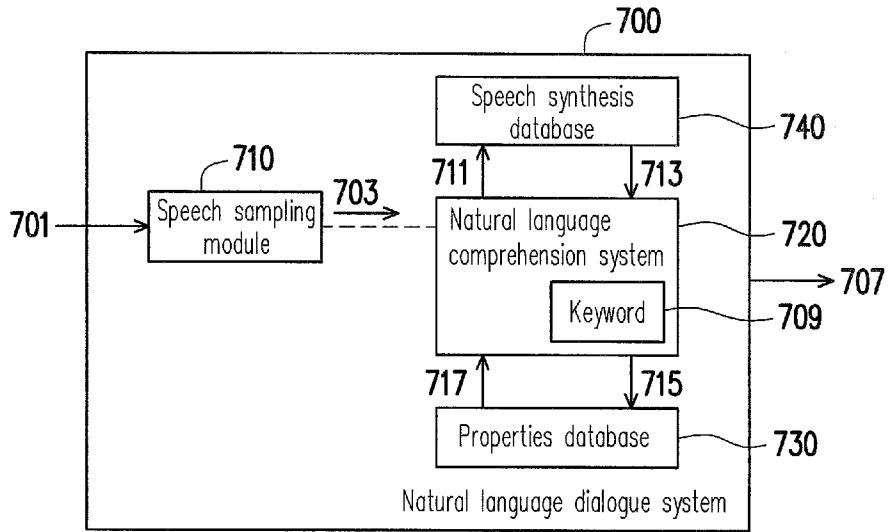 700
Speech synthesis
database
740
710
711
713
703
701
Speech sampling
module
Natural language
comprehension system
720
707
Keyword
709
717
715
Properties database
730
Natural language dialogue system